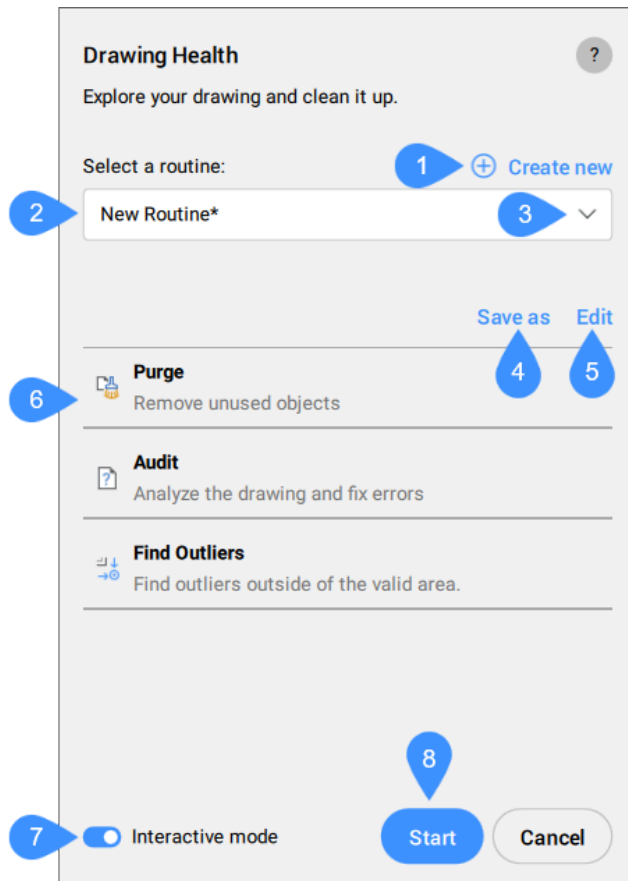 Drawing Health
?
Explore your drawing and clean it up.
Select a routine:
1
Create new
2
New Routine*
3
Save as
Edit
4
5
6
Purge
Remove unused objects
?
Audit
Analyze the drawing and fix errors
Find Outliers
Find outliers outside of the valid area.
8
7
Interactive mode
Start
Cancel